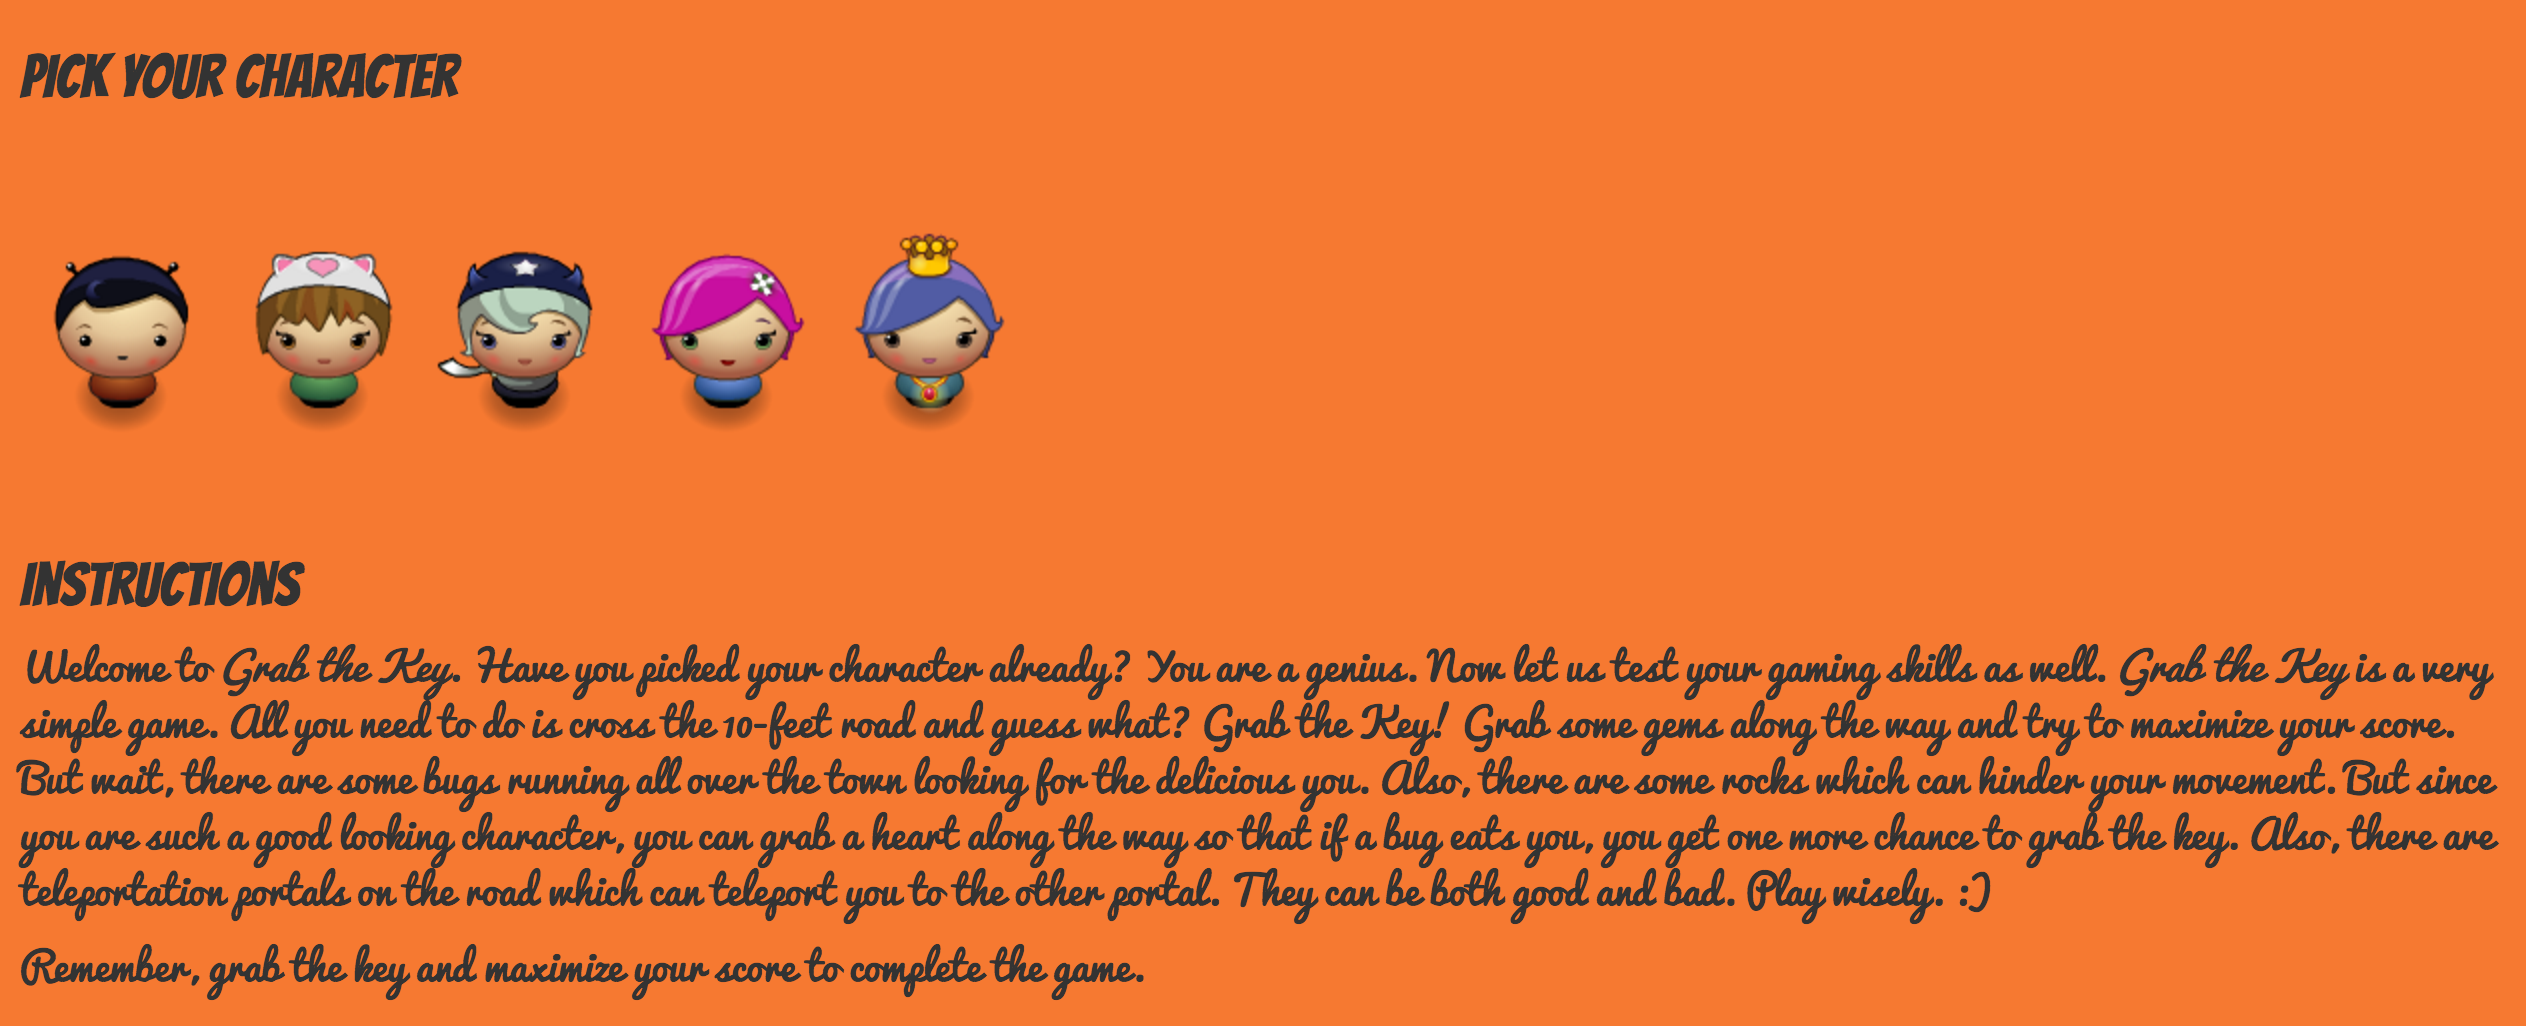 PICK YOUR CHARACTER
INSTRUCTIONS
Welcome to Grab the Key. Have you picked your character already? You are a genius. Now let us test your gaming skills as well. Grab the Key is a very
simple game. All you need to do is cross the 10-feet road and guess what? Grab the Key! Grab some gems along the way and try to maximize your score.
But wait, there are some bugs running all over the town looking for the delicious you. Also, there are some rocks which can hinder your movement. But since
you are such a good looking character, you can grab a heart along the way so that if a bug eats you, you get one more chance to grab the key. Also, there are
teleportation portals on the road which can teleport you to the other portal. They can be both good and bad. Play wisely. :)
Remember, grab the key and maximize your score to complete the game.